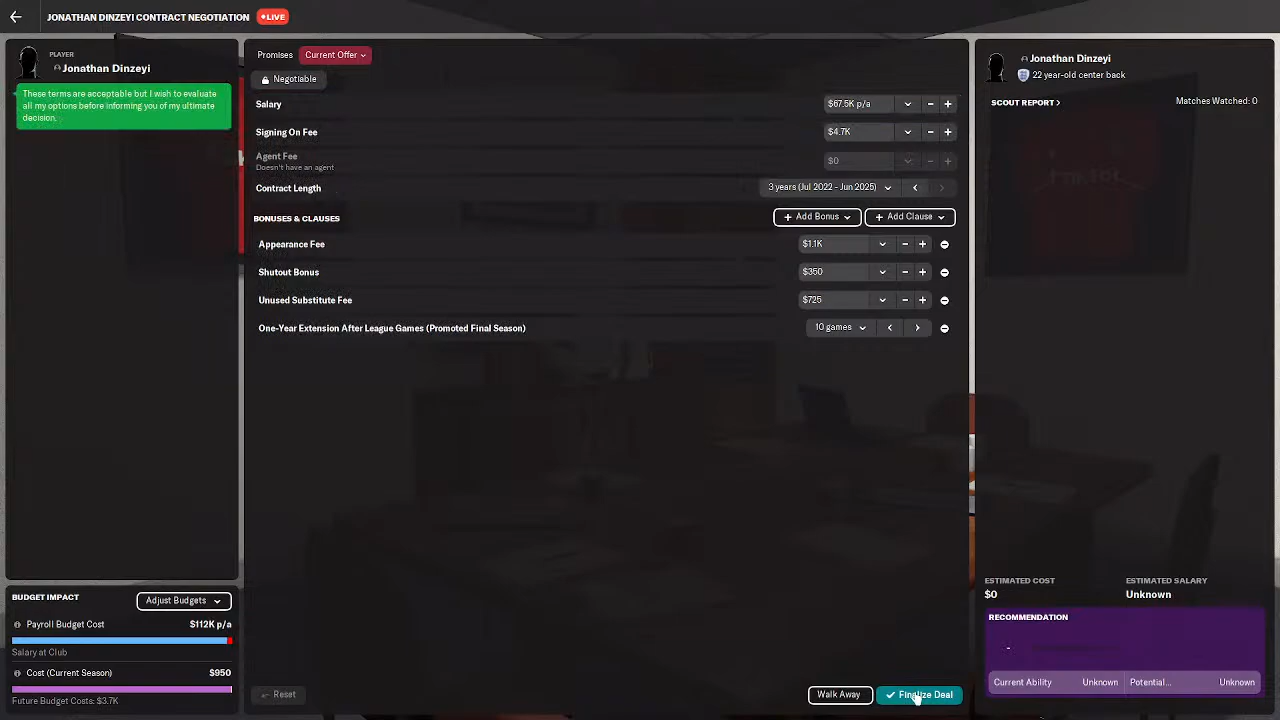 JONATHAN DINZEYI CONTRACT NEGOTIATION
LIVE
PLAYER
Jonathan Dinzeyi
These terms are acceptable but I wish to evaluate
all my options before informing you of my ultimate
decision.
Promises
Current Offer
Negotiable
Salary
$67.5K p/a
Signing On Fee
$4.7K
Agent Fee
Doesn't have an agent
$0
Contract Length
3 years (Jul 2022 - Jun 2025)
BONUSES & CLAUSES
Add Bonus
Add Clause
Appearance Fee
$1.1K
Shutout Bonus
$350
Unused Substitute Fee
$725
One-Year Extension After League Games (Promoted Final Season)
10 games
Reset
Walk Away
Finalize Deal
BUDGET IMPACT
Adjust Budgets
Payroll Budget Cost
$112K p/a
Salary at Club
Cost (Current Season)
$950
Future Budget Costs: $3.7K
Jonathan Dinzeyi
22 year-old center back
SCOUT REPORT >
Matches Watched: 0
ESTIMATED COST
$0
ESTIMATED SALARY
Unknown
RECOMMENDATION
-
Current Ability
Unknown
Potential...
Unknown